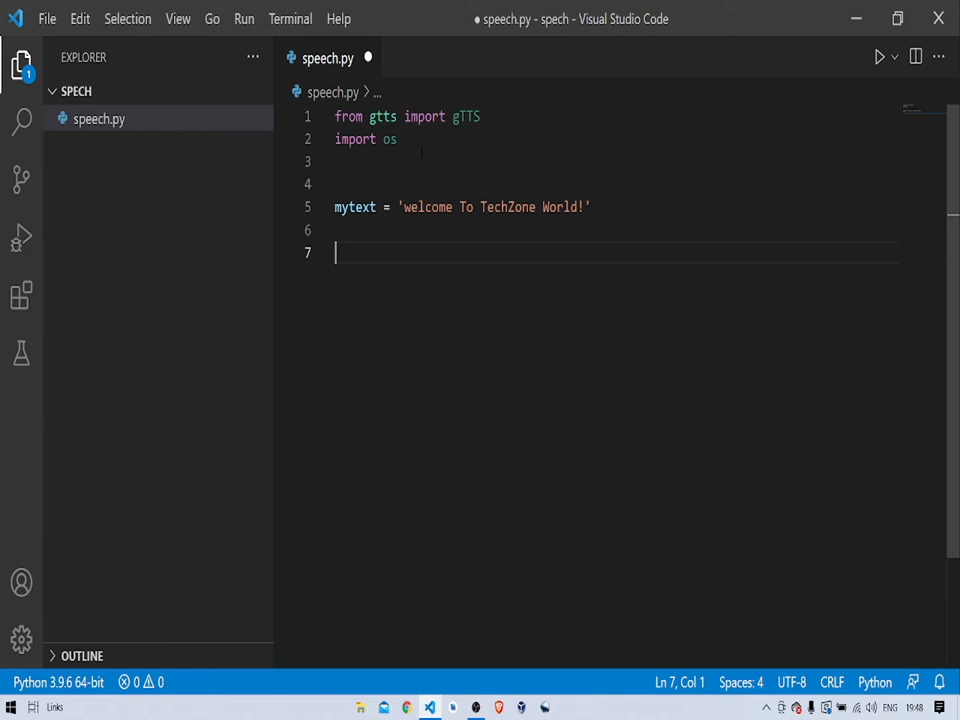 File Edit Selection View Go Run Terminal Help ● speech.py - spech - Visual Studio Code
EXPLORER ...
speech.py ●
SPECH
speech.py
speech.py > ...
1 from gtts import gTTS
2 import os
3
4
5 mytext = 'welcome To TechZone World!'
6
7
1
OUTLINE
Python 3.9.6 64-bit 0 0 Ln 7, Col 1 Spaces: 4 UTF-8 CRLF Python
Links ENG 19:48